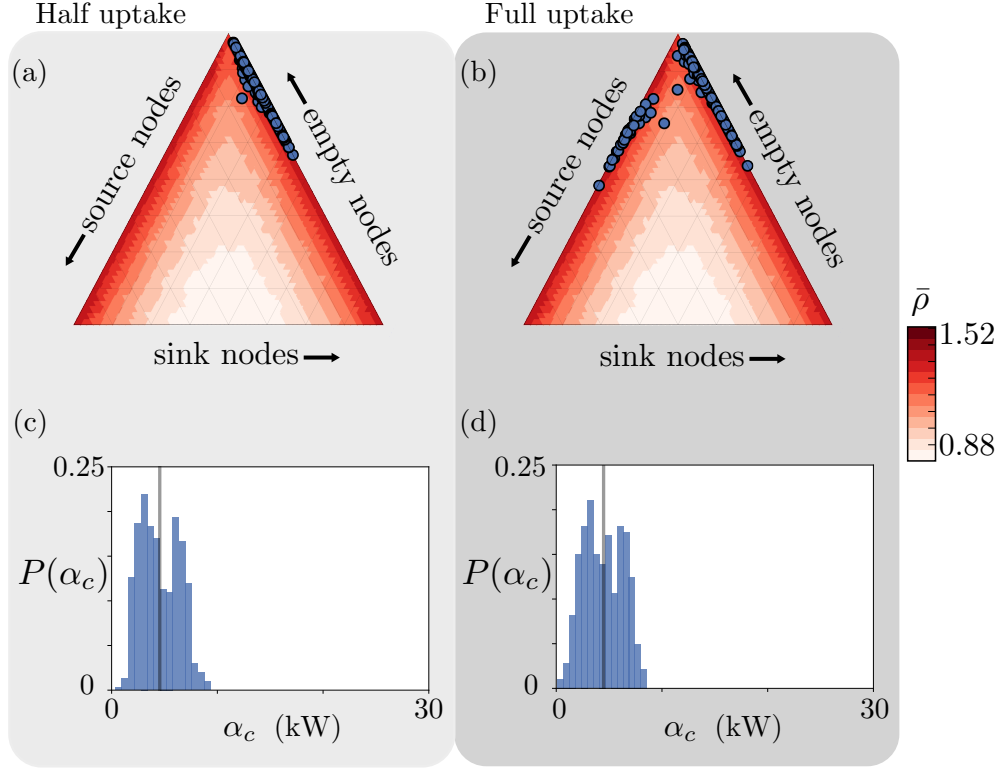 Half uptake
Full uptake
(a)
source nodes
empty nodes
sink nodes
(b)
source nodes
empty nodes
sink nodes
ρ̄
1.52
0.88
(c)
0.25
P(α_c)
0
0
30
α_c (kW)
(d)
0.25
P(α_c)
0
0
30
α_c (kW)